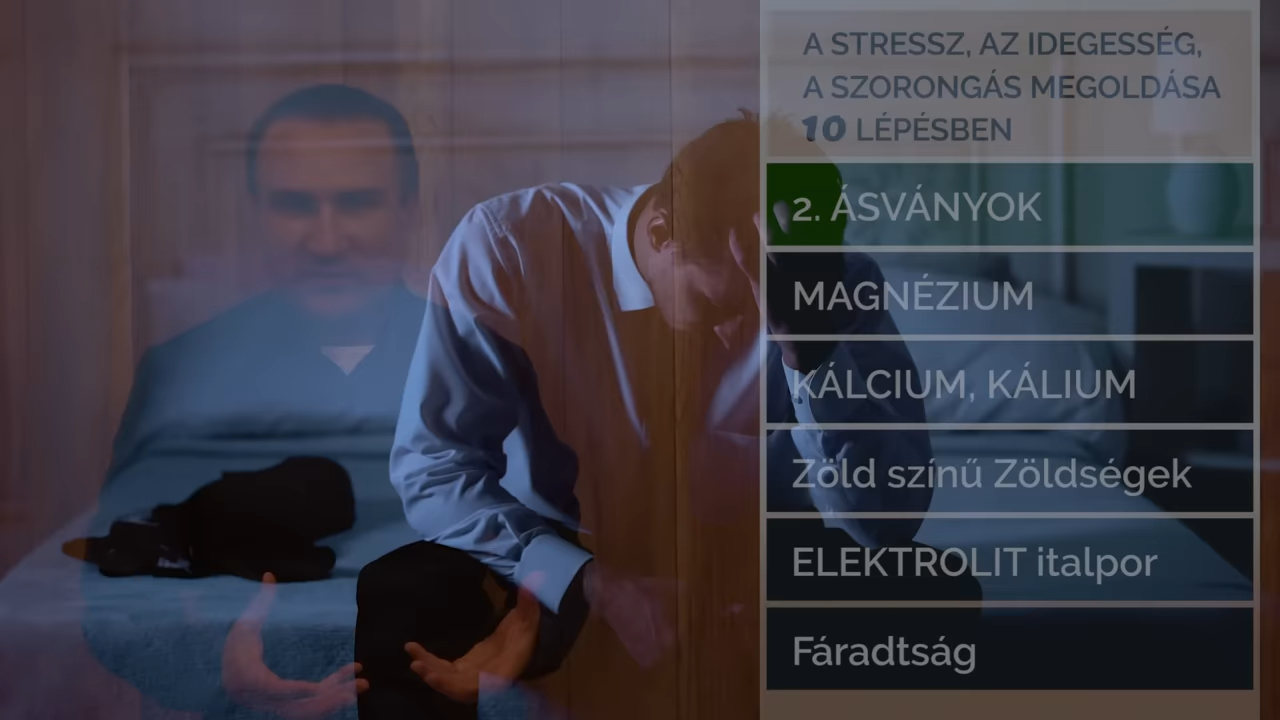 A STRESSZ, AZ IDEGESSÉG,
A SZORONGÁS MEGOLDÁSA
10 LÉPÉSBEN
2. ÁSVÁNYOK
MAGNÉZIUM
KÁLCIUM, KÁLIUM
Zöld színű Zöldségek
ELEKTROLIT italpor
Fáradtság